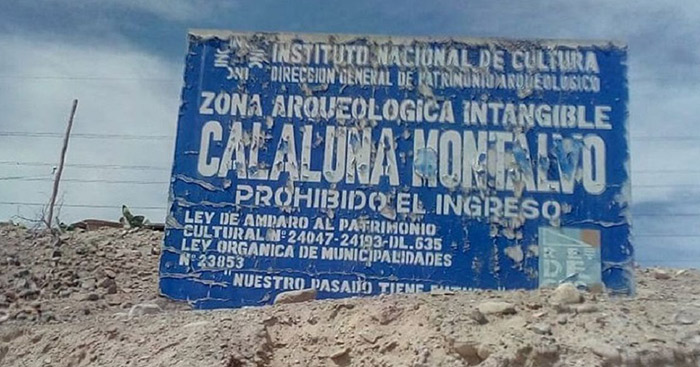 INC INSTITUTO NACIONAL DE CULTURA
DIRECCION GENERAL DE PATRIMONIO ARQUEOLOGICO
ZONA ARQUEOLOGICA INTANGIBLE
CALALUNA MONTALVO
PROHIBIDO EL INGRESO
LEY DE AMPARO AL PATRIMONIO
CULTURAL Nº 24047-24193-DL.635
LEY ORGANICA DE MUNICIPALIDADES
Nº 23853
"NUESTRO PASADO TIENE